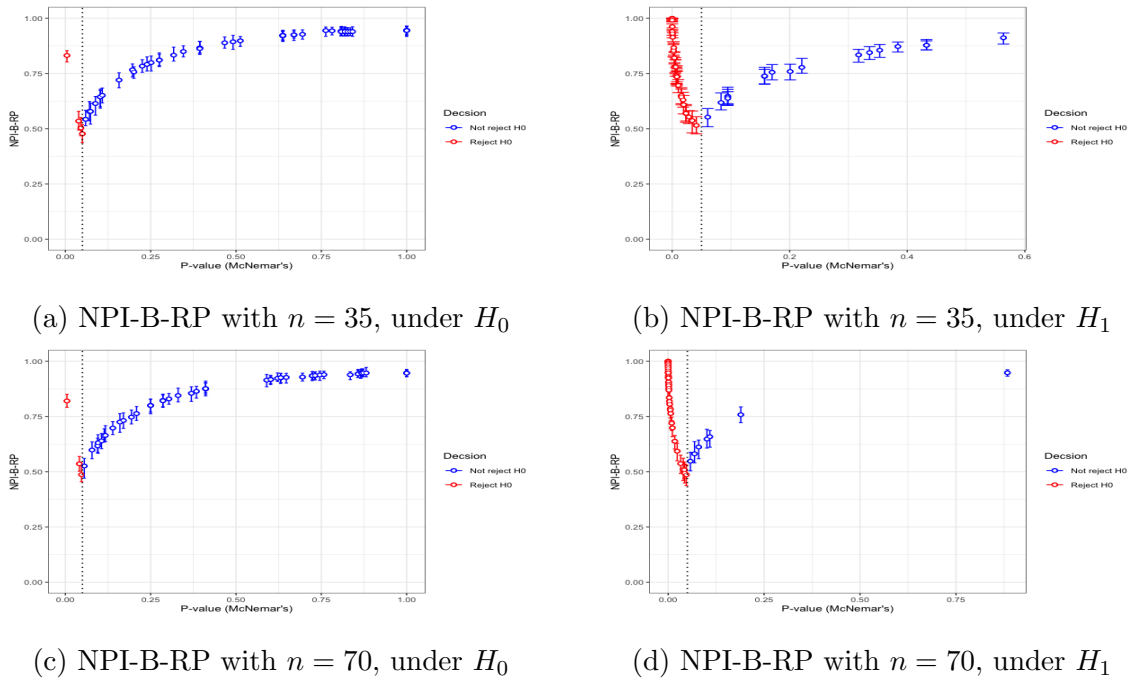 1.00
0.75
0.50
0.25
0.00
NPI-B-RP
0.00 0.25 0.50 0.75 1.00
P-value (McNemar's)
Decsion
Not reject H0
Reject H0
(a) NPI-B-RP with n = 35, under H₀
1.00
0.75
0.50
0.25
0.00
NPI-B-RP
0.0 0.2 0.4 0.6
P-value (McNemar's)
Decsion
Not reject H0
Reject H0
(b) NPI-B-RP with n = 35, under H₁
1.00
0.75
0.50
0.25
0.00
NPI-B-RP
0.00 0.25 0.50 0.75 1.00
P-value (McNemar's)
Decsion
Not reject H0
Reject H0
(c) NPI-B-RP with n = 70, under H₀
1.00
0.75
0.50
0.25
0.00
NPI-B-RP
0.00 0.25 0.50 0.75
P-value (McNemar's)
Decsion
Not reject H0
Reject H0
(d) NPI-B-RP with n = 70, under H₁